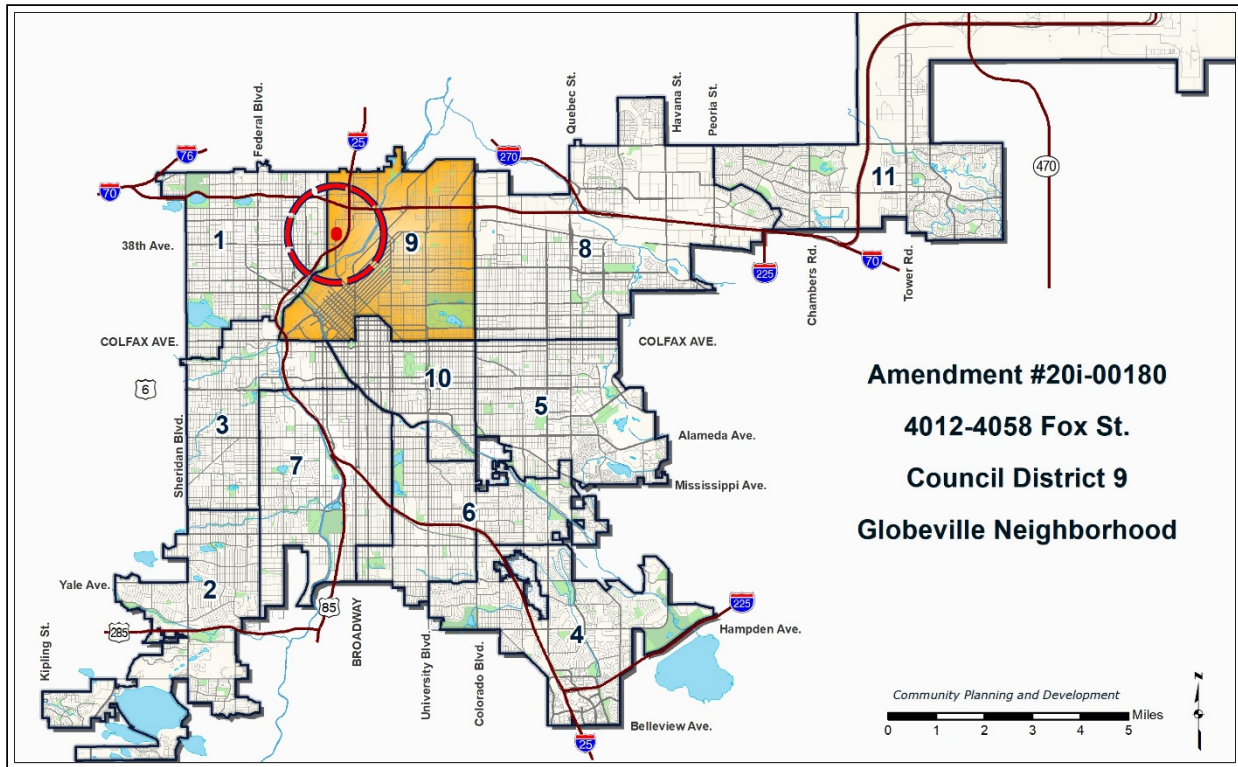 Federal Blvd.
Quebec St.
Havana St.
Peoria St.
25
76
270
70
470
11
1
9
8
38th Ave.
225
70
Chambers Rd.
Tower Rd.
COLFAX AVE.
COLFAX AVE.
6
10
5
3
Sheridan Blvd.
Alameda Ave.
7
Mississippi Ave.
6
Yale Ave.
2
85
BROADWAY
225
285
4
Hampden Ave.
Kipling St.
University Blvd.
Colorado Blvd.
Belleview Ave.
25
Amendment #20i-00180
4012-4058 Fox St.
Council District 9
Globeville Neighborhood
Community Planning and Development
Miles
0 1 2 3 4 5
N